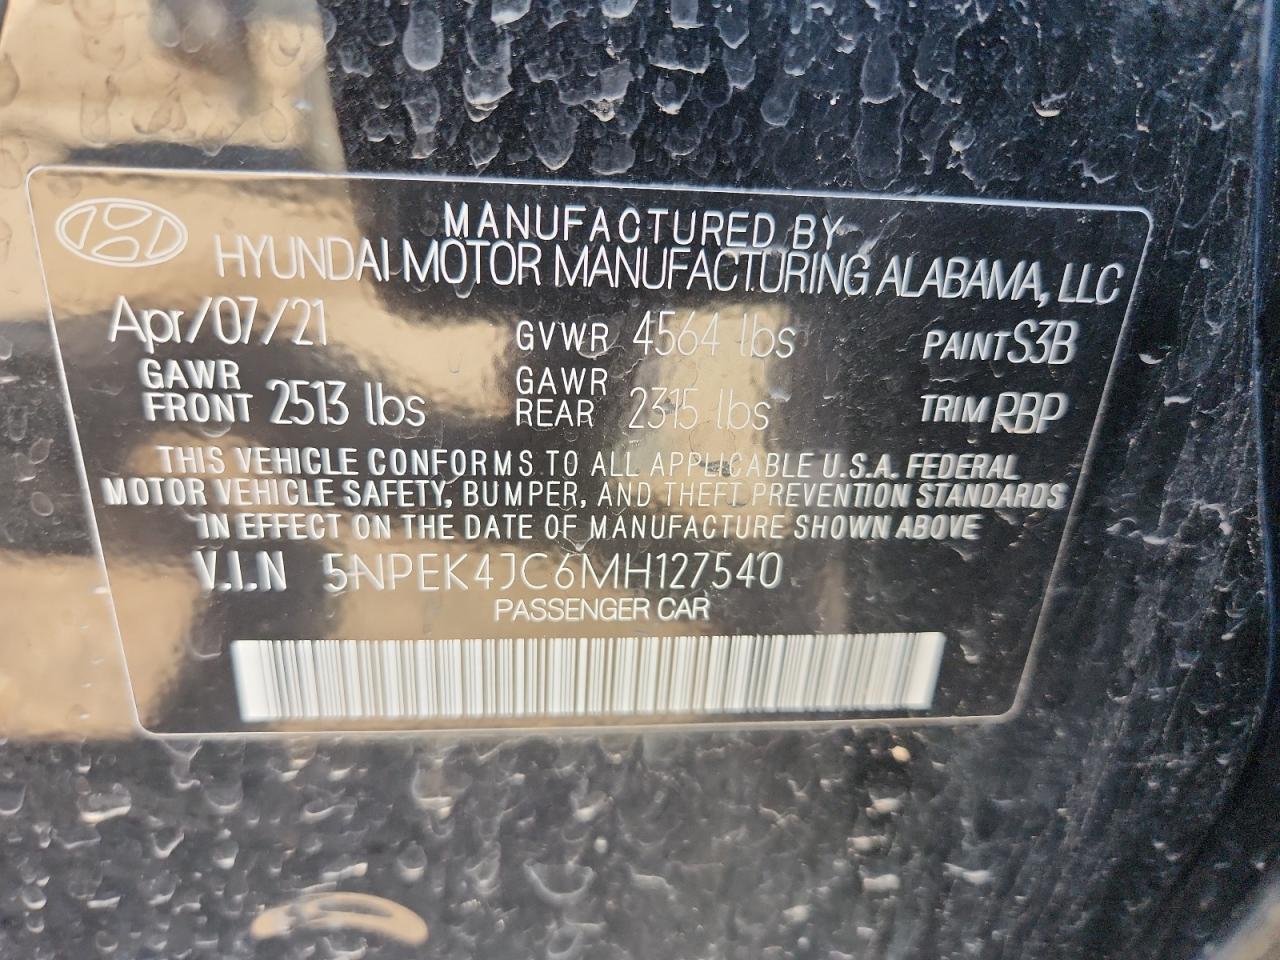 MANUFACTURED BY
HYUNDAI MOTOR MANUFACTURING ALABAMA, LLC
Apr/07/21 GVWR 4564 lbs PAINT S3B
GAWR FRONT 2513 lbs GAWR REAR 2315 lbs TRIM RBP
THIS VEHICLE CONFORMS TO ALL APPLICABLE U.S.A. FEDERAL
MOTOR VEHICLE SAFETY, BUMPER, AND THEFT PREVENTION STANDARDS
IN EFFECT ON THE DATE OF MANUFACTURE SHOWN ABOVE
V.I.N 5NPEK4JC6MH127540
PASSENGER CAR